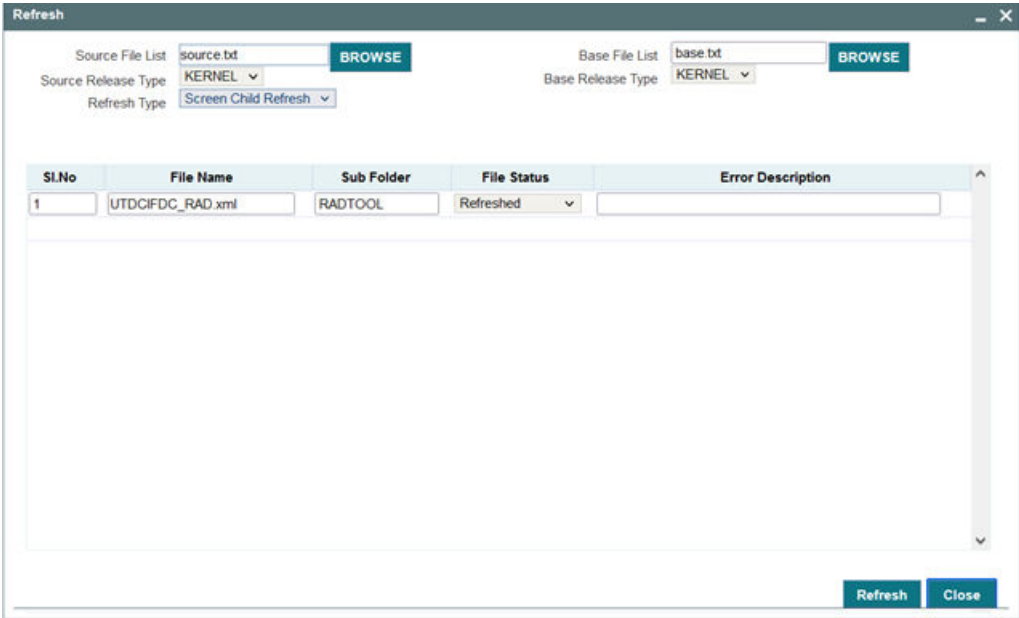 Refresh
Source File List source.txt BROWSE Base File List base.txt BROWSE
Source Release Type KERNEL Base Release Type KERNEL
Refresh Type Screen Child Refresh
Sl.No File Name Sub Folder File Status Error Description
1 UTDCIFDC_RAD.xml RADTOOL Refreshed
Refresh Close